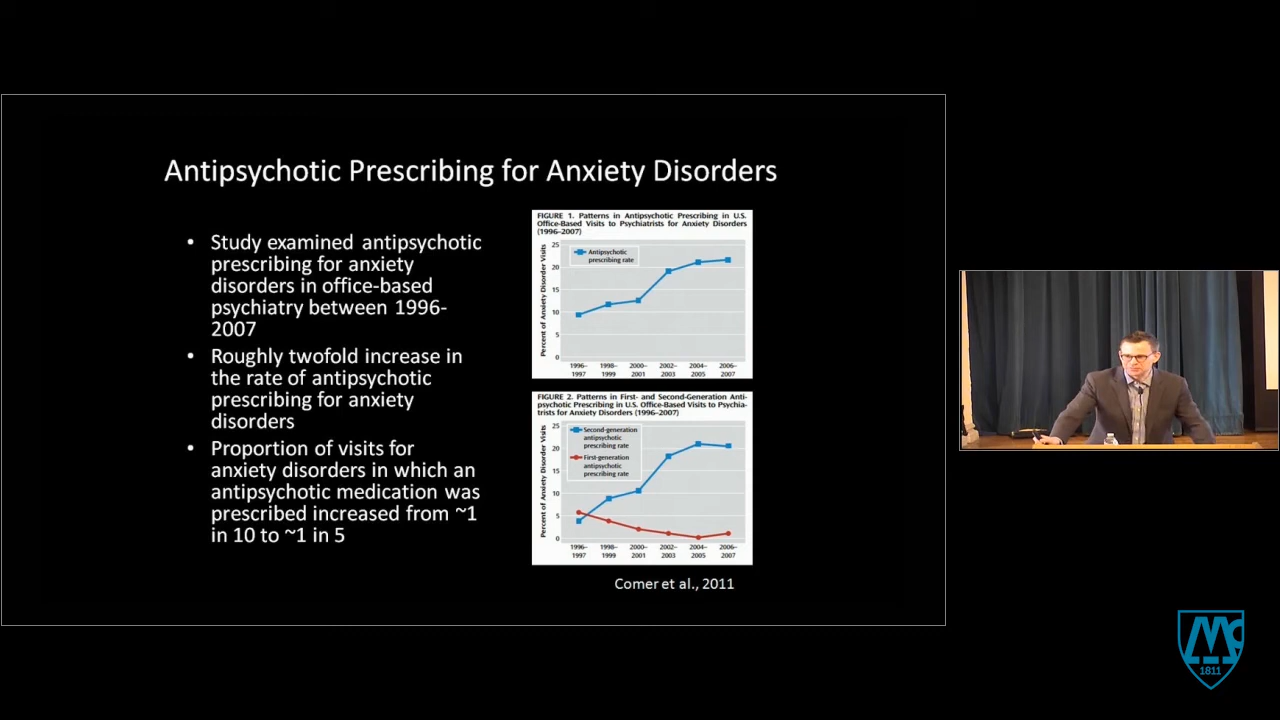 Antipsychotic Prescribing for Anxiety Disorders
• Study examined antipsychotic
prescribing for anxiety
disorders in office-based
psychiatry between 1996-
2007
• Roughly twofold increase in
the rate of antipsychotic
prescribing for anxiety
disorders
• Proportion of visits for
anxiety disorders in which an
antipsychotic medication was
prescribed increased from ~1
in 10 to ~1 in 5
FIGURE 1. Patterns in Antipsychotic Prescribing in U.S.
Office-Based Visits to Psychiatrists for Anxiety Disorders
(1996–2007)
Percent of Anxiety Disorder Visits
25
20
15
10
5
0
Antipsychotic
prescribing rate
1996– 1998– 2000– 2002– 2004– 2006–
1997 1999 2001 2003 2005 2007
FIGURE 2. Patterns in First- and Second-Generation Anti-
psychotic Prescribing in U.S. Office-Based Visits to Psychia-
trists for Anxiety Disorders (1996–2007)
Percent of Anxiety Disorder Visits
25
20
15
10
5
0
Second-generation
antipsychotic
prescribing rate
First-generation
antipsychotic
prescribing rate
1996– 1998– 2000– 2002– 2004– 2006–
1997 1999 2001 2003 2005 2007
Comer et al., 2011
Mc
1811